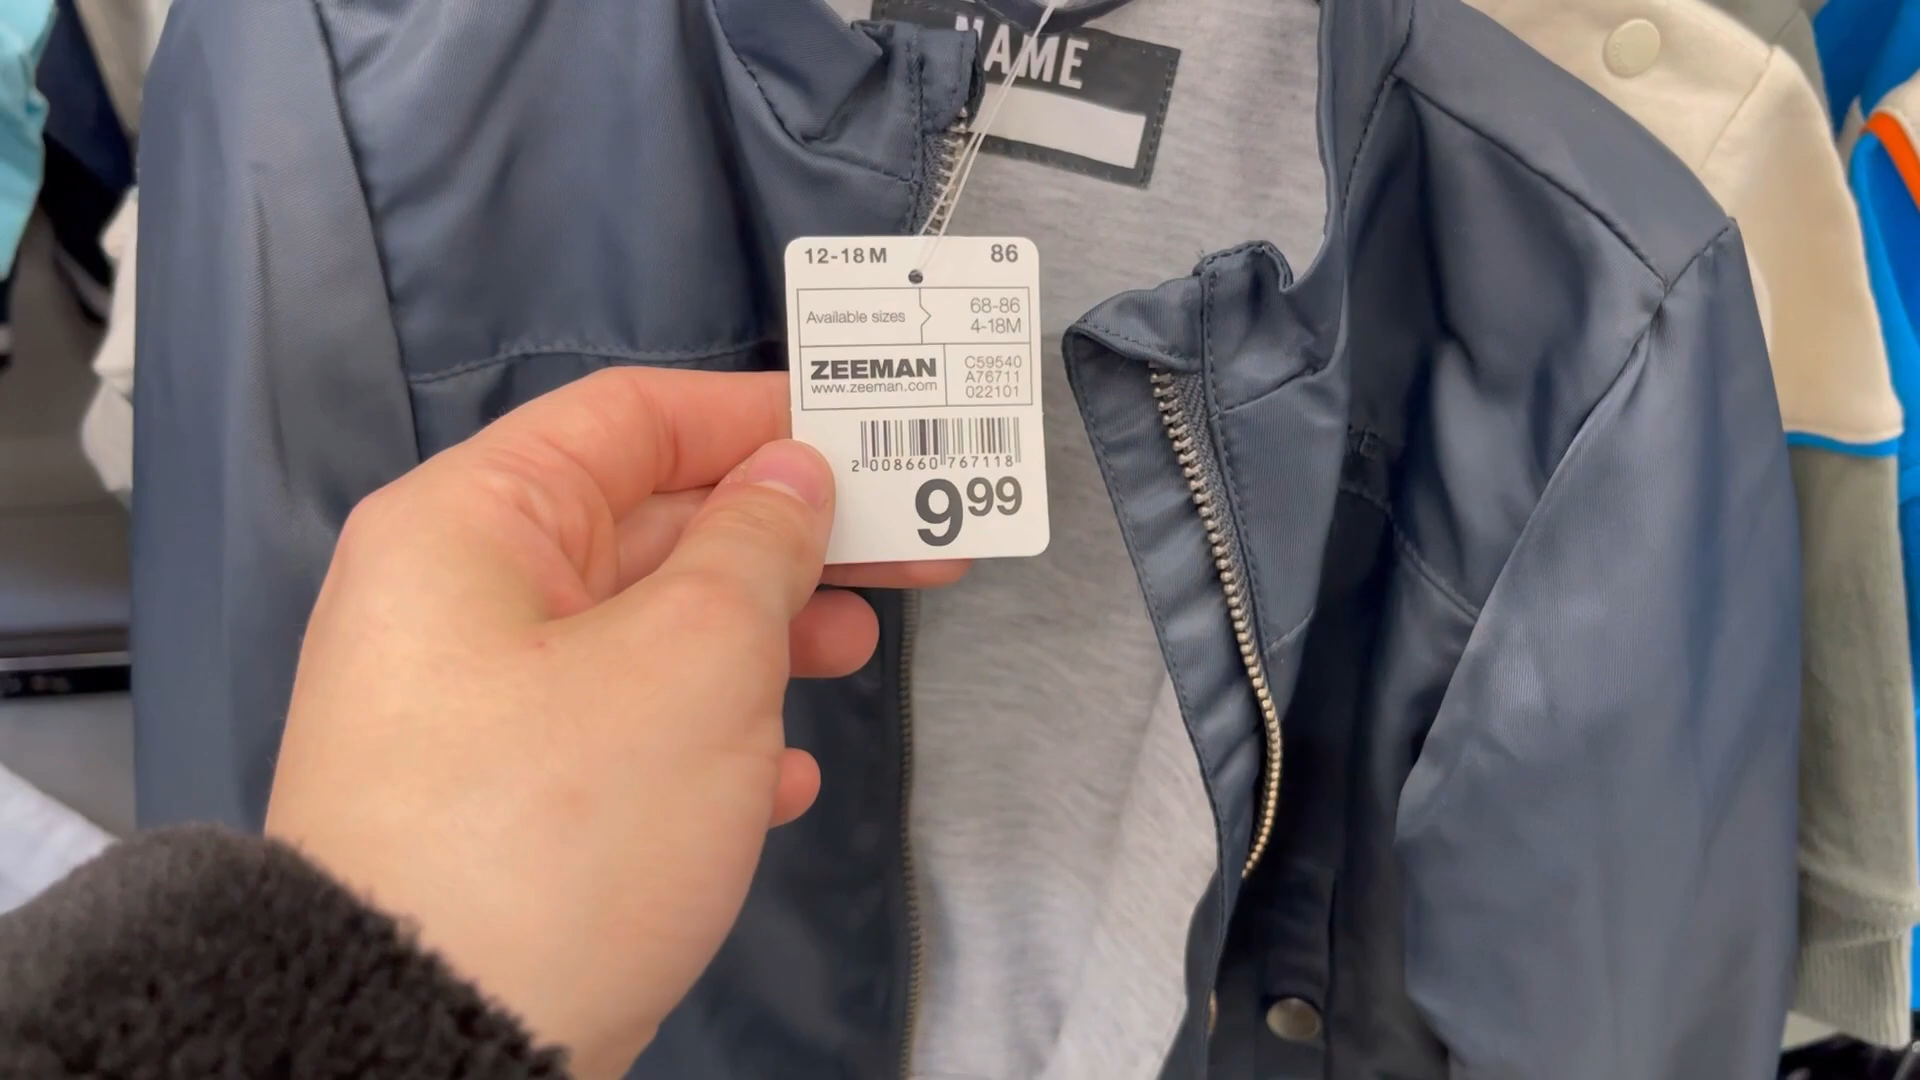 NAME
12-18 M 86
Available sizes 68-86
4-18M
ZEEMAN
www.zeeman.com
C59540
A76711
022101
2 008660 767118
9 99